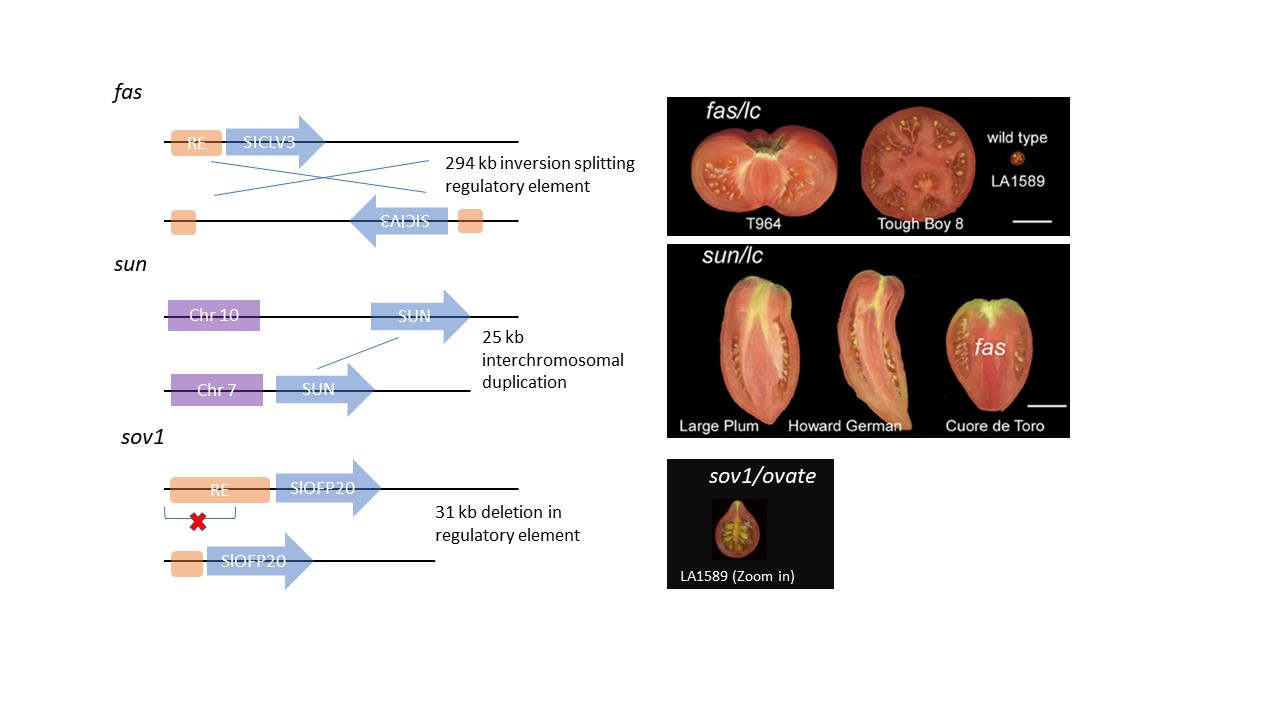 fas
RE
SlCLV3
294 kb inversion splitting
regulatory element
SlClV3
sun
Chr 10
SUN
25 kb
interchromosomal
duplication
Chr 7
SUN
sov1
RE
SlOFP20
31 kb deletion in
regulatory element
SlOFP20
fas/lc
wild type
LA1589
T964
Tough Boy 8
sun/lc
fas
Large Plum
Howard German
Cuore de Toro
sov1/ovate
LA1589 (Zoom in)